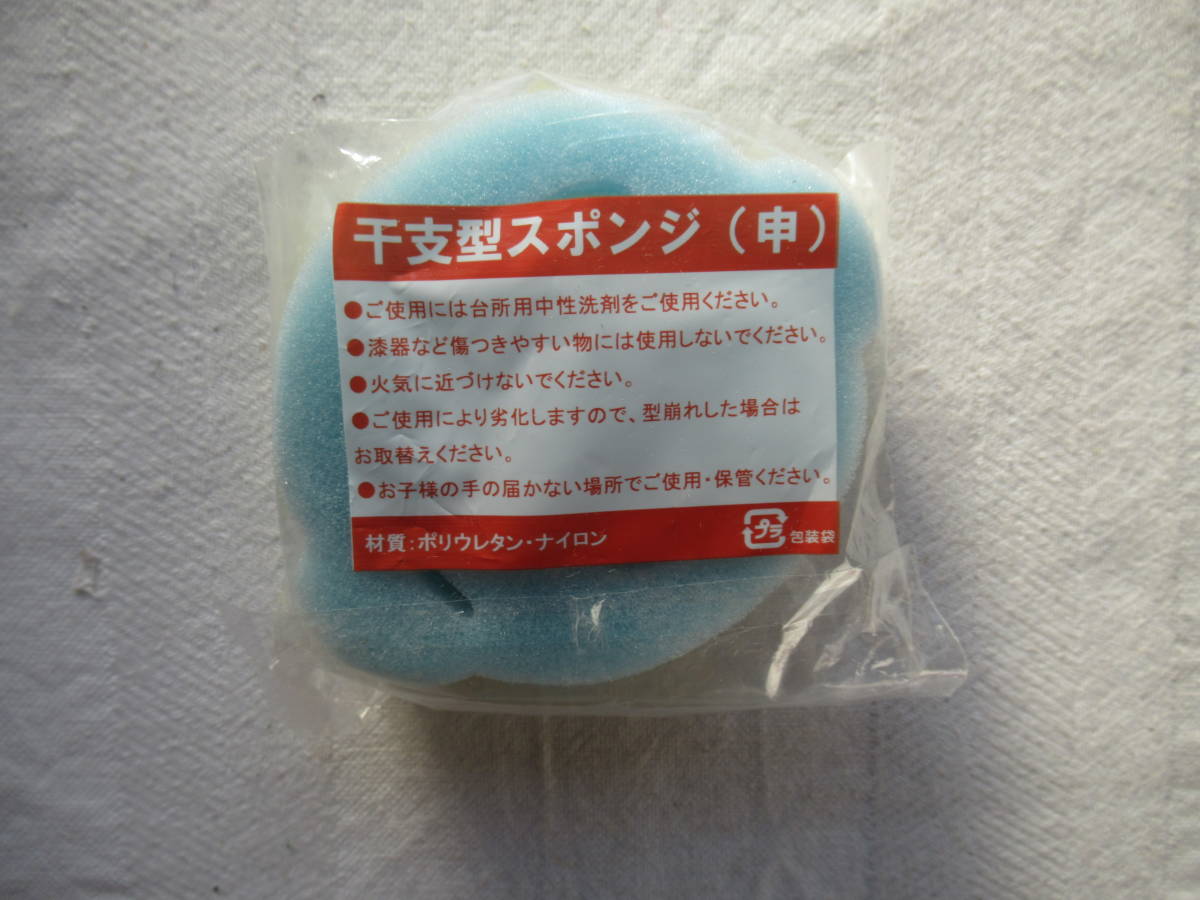 干支型スポンジ（申）
●ご使用には台所用中性洗剤をご使用ください。
●漆器など傷つきやすい物には使用しないでください。
●火気に近づけないでください。
●ご使用により劣化しますので、型崩れした場合は
お取替えください。
●お子様の手の届かない場所でご使用・保管ください。
材質：ポリウレタン・ナイロン
プラ 包装袋